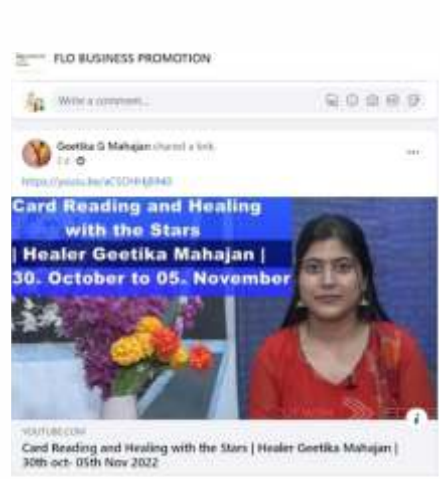 FLO BUSINESS PROMOTION
Write a comment...
Geetika G Mahajan shared a link.
2 d
Card Reading and Healing
with the Stars
| Healer Geetika Mahajan |
30. October to 05. November
YOUTUBE.COM
Card Reading and Healing with the Stars | Healer Geetika Mahajan |
30th oct- 05th Nov 2022